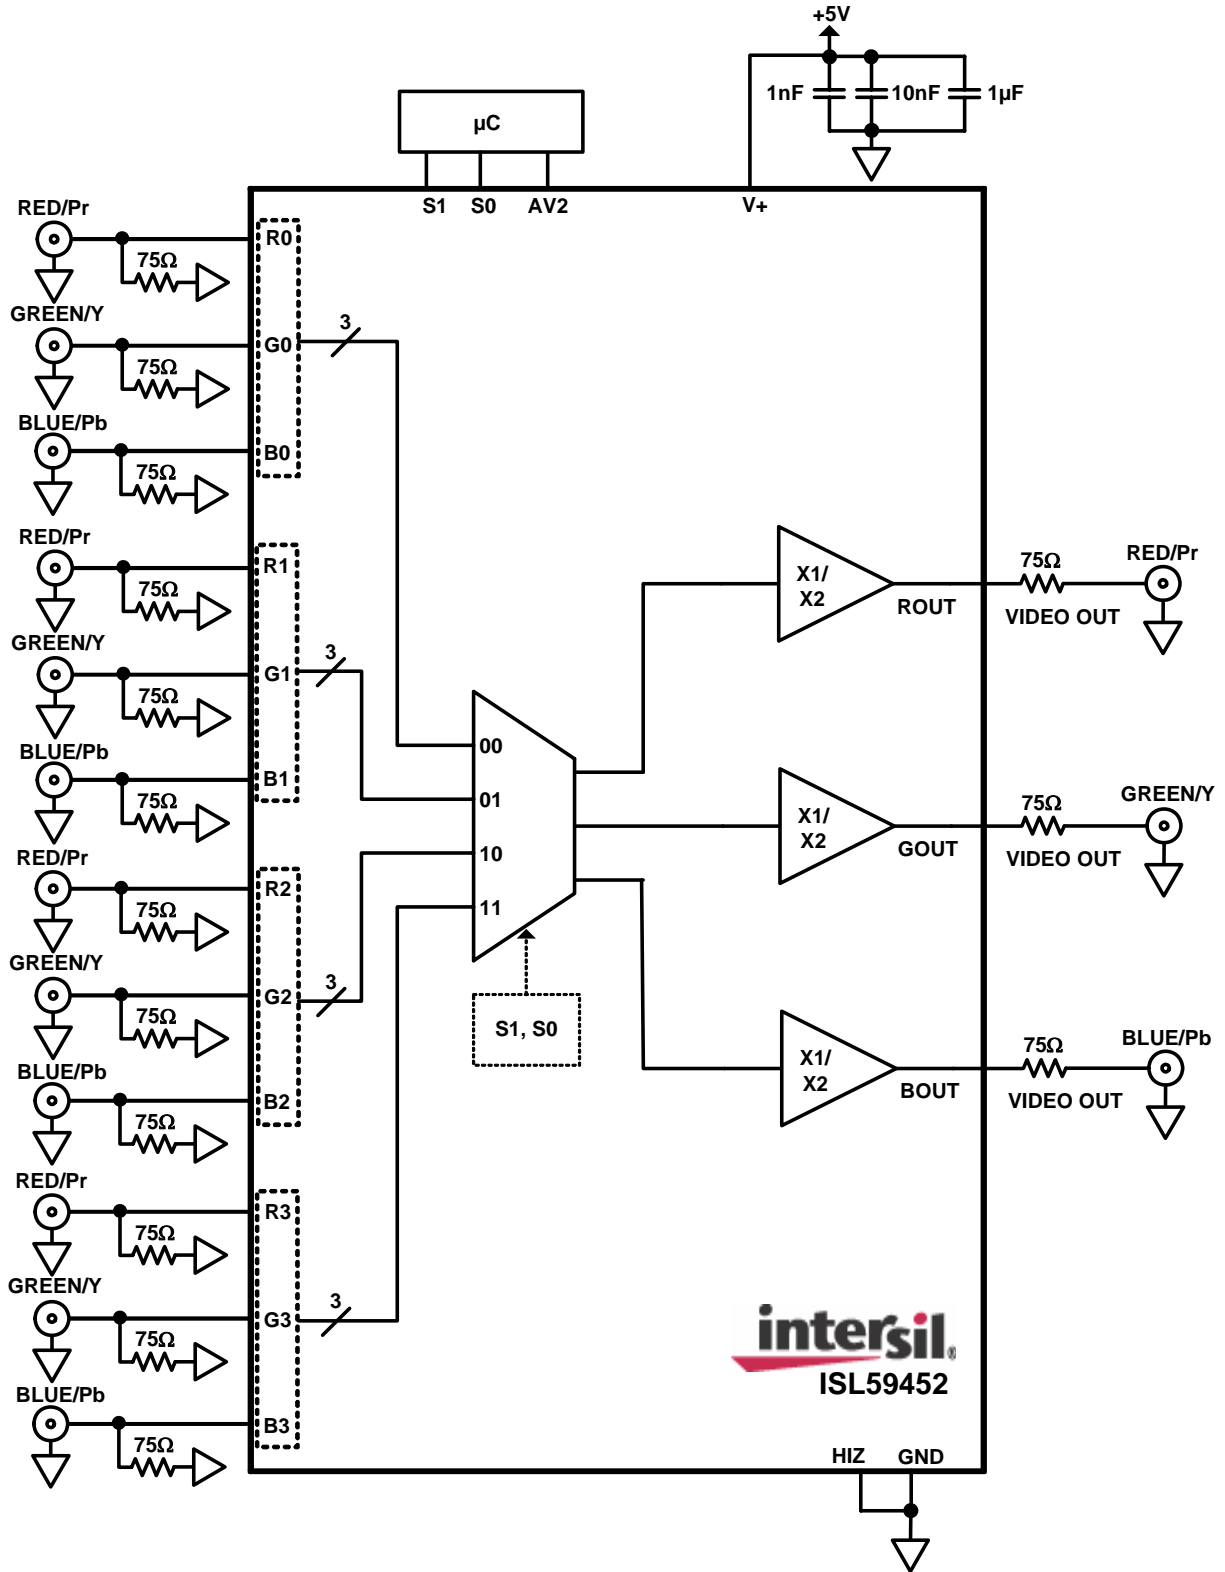 +5V
1nF
10nF
1µF
µC
S1 S0 AV2 V+
RED/Pr
75Ω
R0
GREEN/Y
75Ω
G0
3
BLUE/Pb
75Ω
B0
RED/Pr
75Ω
R1
GREEN/Y
75Ω
G1
3
BLUE/Pb
75Ω
B1
RED/Pr
75Ω
R2
GREEN/Y
75Ω
G2
3
BLUE/Pb
75Ω
B2
RED/Pr
75Ω
R3
GREEN/Y
75Ω
G3
3
BLUE/Pb
75Ω
B3
00
01
10
11
S1, S0
X1/
X2
ROUT
75Ω
VIDEO OUT
RED/Pr
X1/
X2
GOUT
75Ω
VIDEO OUT
GREEN/Y
X1/
X2
BOUT
75Ω
VIDEO OUT
BLUE/Pb
intersil®
ISL59452
HIZ GND